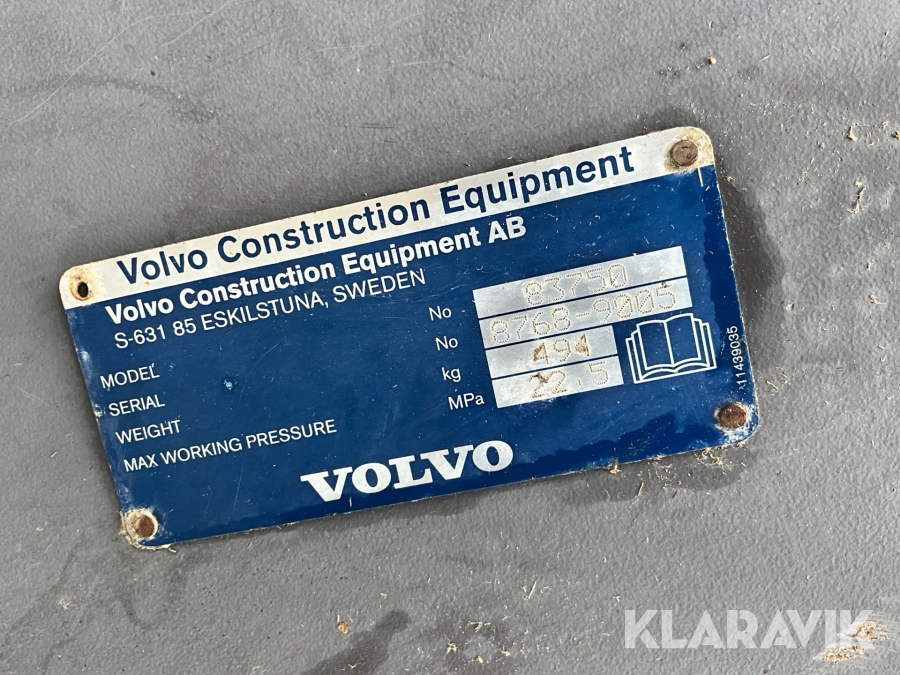 Volvo Construction Equipment
Volvo Construction Equipment AB
S-631 85 ESKILSTUNA, SWEDEN
MODEL No 83750
SERIAL No 8768-9005
WEIGHT kg 494
MAX WORKING PRESSURE MPa 22.5
11439035
VOLVO
KLARAVIK